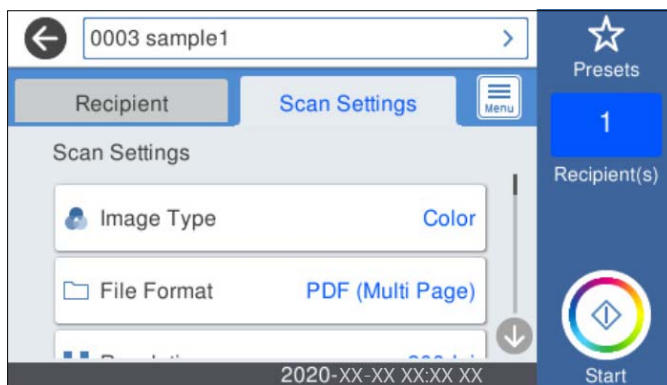 0003 sample1
Presets
Recipient
Scan Settings
Menu
1
Recipient(s)
Scan Settings
Image Type
Color
File Format
PDF (Multi Page)
2020-XX-XX XX:XX XX
Start